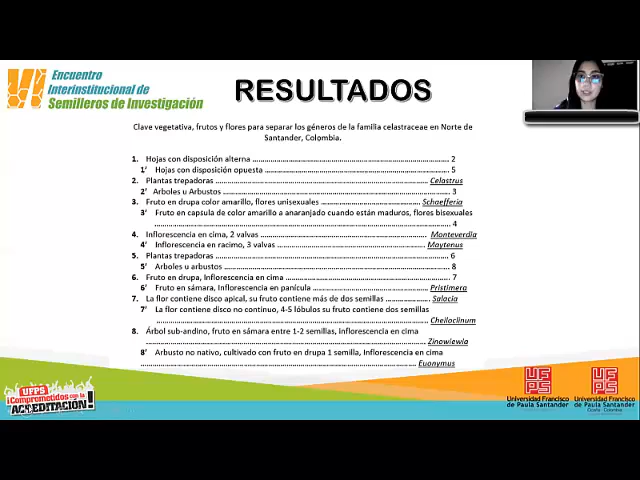 Encuentro
Interinstitucional de
Semilleros de Investigación
RESULTADOS
Clave vegetativa, frutos y flores para separar los géneros de la familia celastraceae en Norte de
Santander, Colombia.
1. Hojas con disposición alterna ........ 2
1' Hojas con disposición opuesta ........ 5
2. Plantas trepadoras ........ Celastrus
2' Arboles u Arbustos ........ 3
3. Fruto en drupa color amarillo, flores unisexuales ........ Schaefferia
3' Fruto en capsula de color amarillo a anaranjado cuando están maduros, flores bisexuales
........ 4
4. Inflorescencia en cima, 2 valvas ........ Monteverdia
4' Inflorescencia en racimo, 3 valvas ........ Maytenus
5. Plantas trepadoras ........ 6
5' Arboles u arbustos ........ 8
6. Fruto en drupa, Inflorescencia en cima ........ 7
6' Fruto en sámara, Inflorescencia en panícula ........ Pristimera
7. La flor contiene disco apical, su fruto contiene más de dos semillas ........ Salacia
7' La flor contiene disco no continuo, 4-5 lóbulos su fruto contiene dos semillas
........ Cheiloclinum
8. Árbol sub-andino, fruto en sámara entre 1-2 semillas, Inflorescencia en cima
........ Zinowiewia
8' Arbusto no nativo, cultivado con fruto en drupa 1 semilla, Inflorescencia en cima
........ Euonymus
UFPS
¡Comprometidos con la
ACREDITACIÓN!
UF
PS
Universidad Francisco
de Paula Santander
UF
PS
Universidad Francisco
de Paula Santander